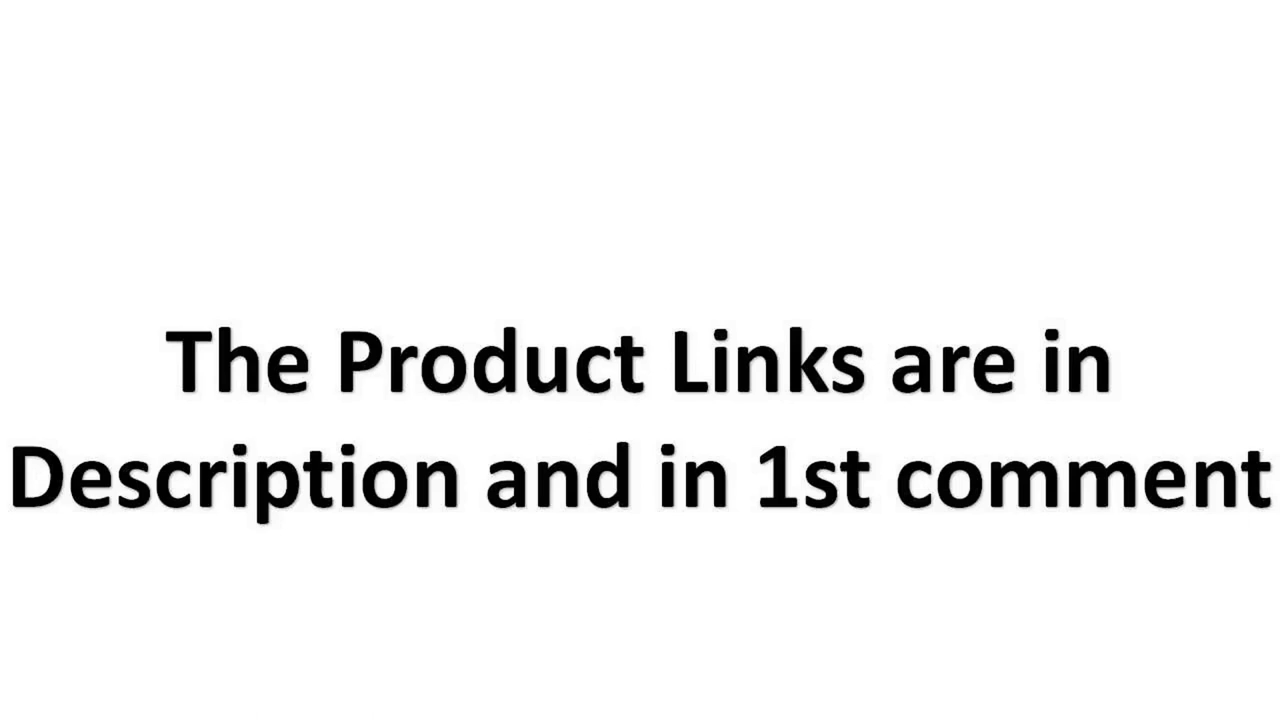 The Product Links are in
Description and in 1st comment